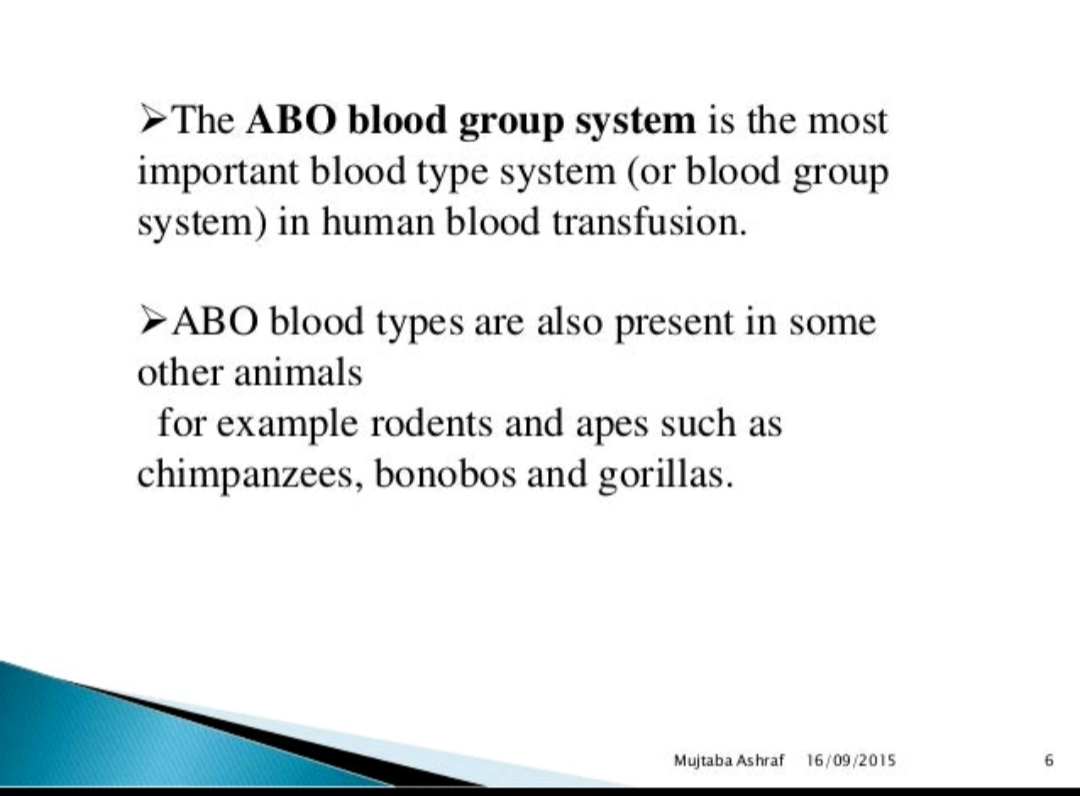 ➢The ABO blood group system is the most
important blood type system (or blood group
system) in human blood transfusion.
➢ABO blood types are also present in some
other animals
for example rodents and apes such as
chimpanzees, bonobos and gorillas.
Mujtaba Ashraf 16/09/2015 6